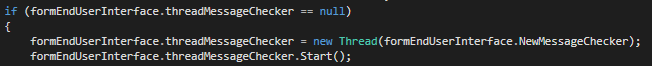 if (formEndUserInterface.threadMessageChecker == null)
{
    formEndUserInterface.threadMessageChecker = new Thread(formEndUserInterface.NewMessageChecker);
    formEndUserInterface.threadMessageChecker.Start();